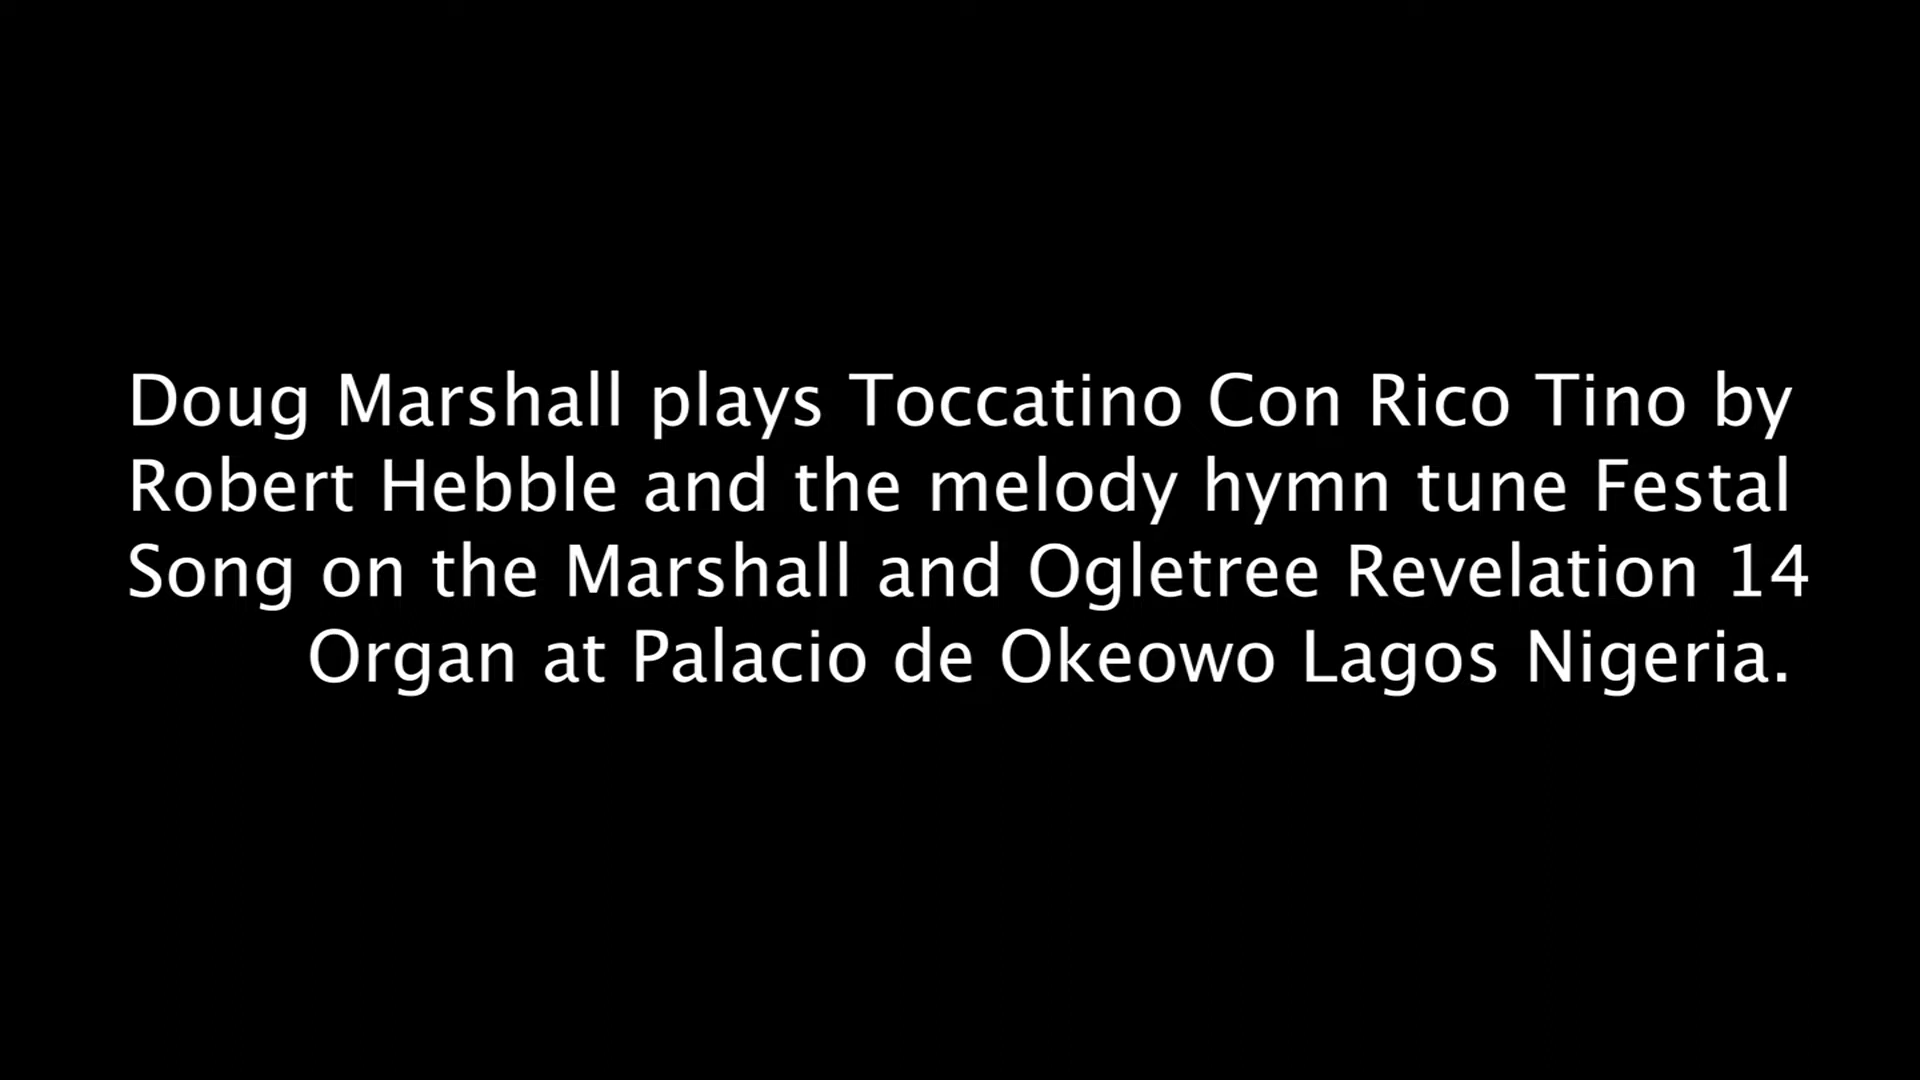 Doug Marshall plays Toccatino Con Rico Tino by
Robert Hebble and the melody hymn tune Festal
Song on the Marshall and Ogletree Revelation 14
Organ at Palacio de Okeowo Lagos Nigeria.